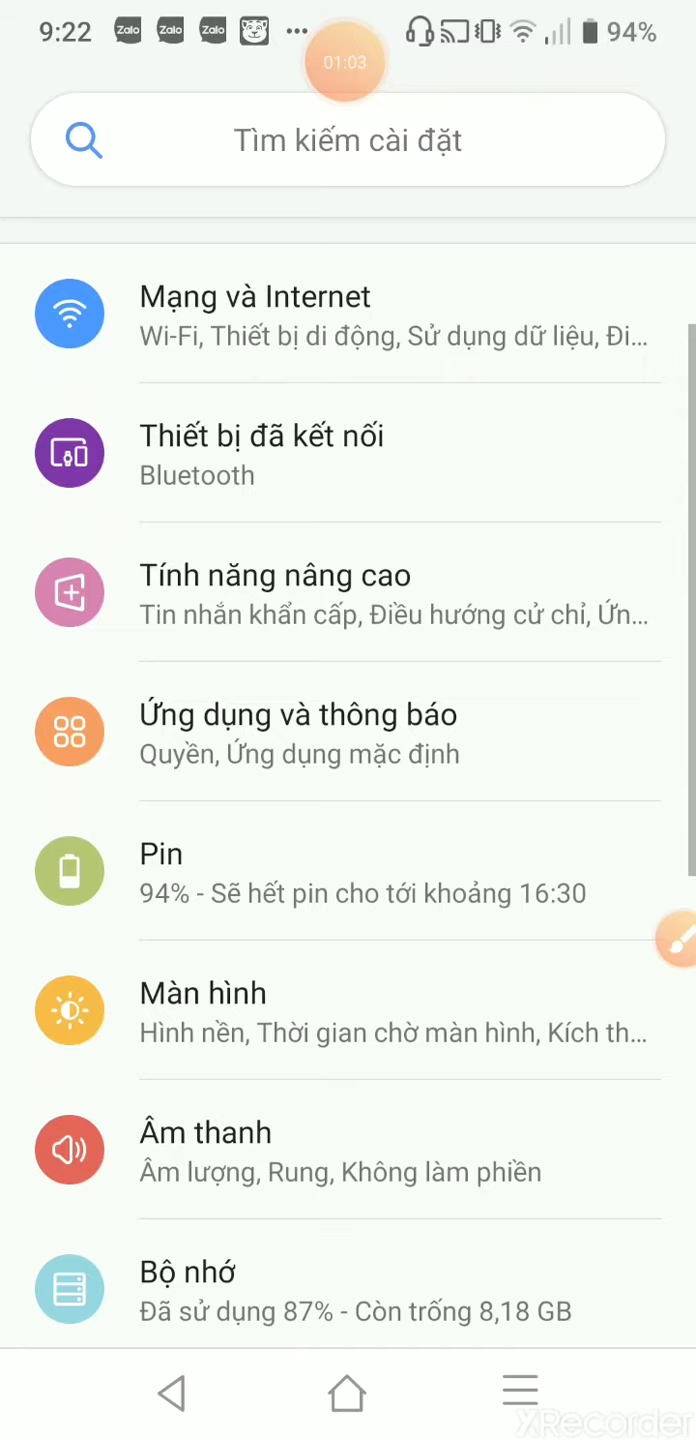 9:22 Zalo Zalo Zalo 94%
01:03
Tìm kiếm cài đặt
Mạng và Internet
Wi-Fi, Thiết bị di động, Sử dụng dữ liệu, Đi...
Thiết bị đã kết nối
Bluetooth
Tính năng nâng cao
Tin nhắn khẩn cấp, Điều hướng cử chỉ, Ứn...
Ứng dụng và thông báo
Quyền, Ứng dụng mặc định
Pin
94% - Sẽ hết pin cho tới khoảng 16:30
Màn hình
Hình nền, Thời gian chờ màn hình, Kích th...
Âm thanh
Âm lượng, Rung, Không làm phiền
Bộ nhớ
Đã sử dụng 87% - Còn trống 8,18 GB
XRecorder